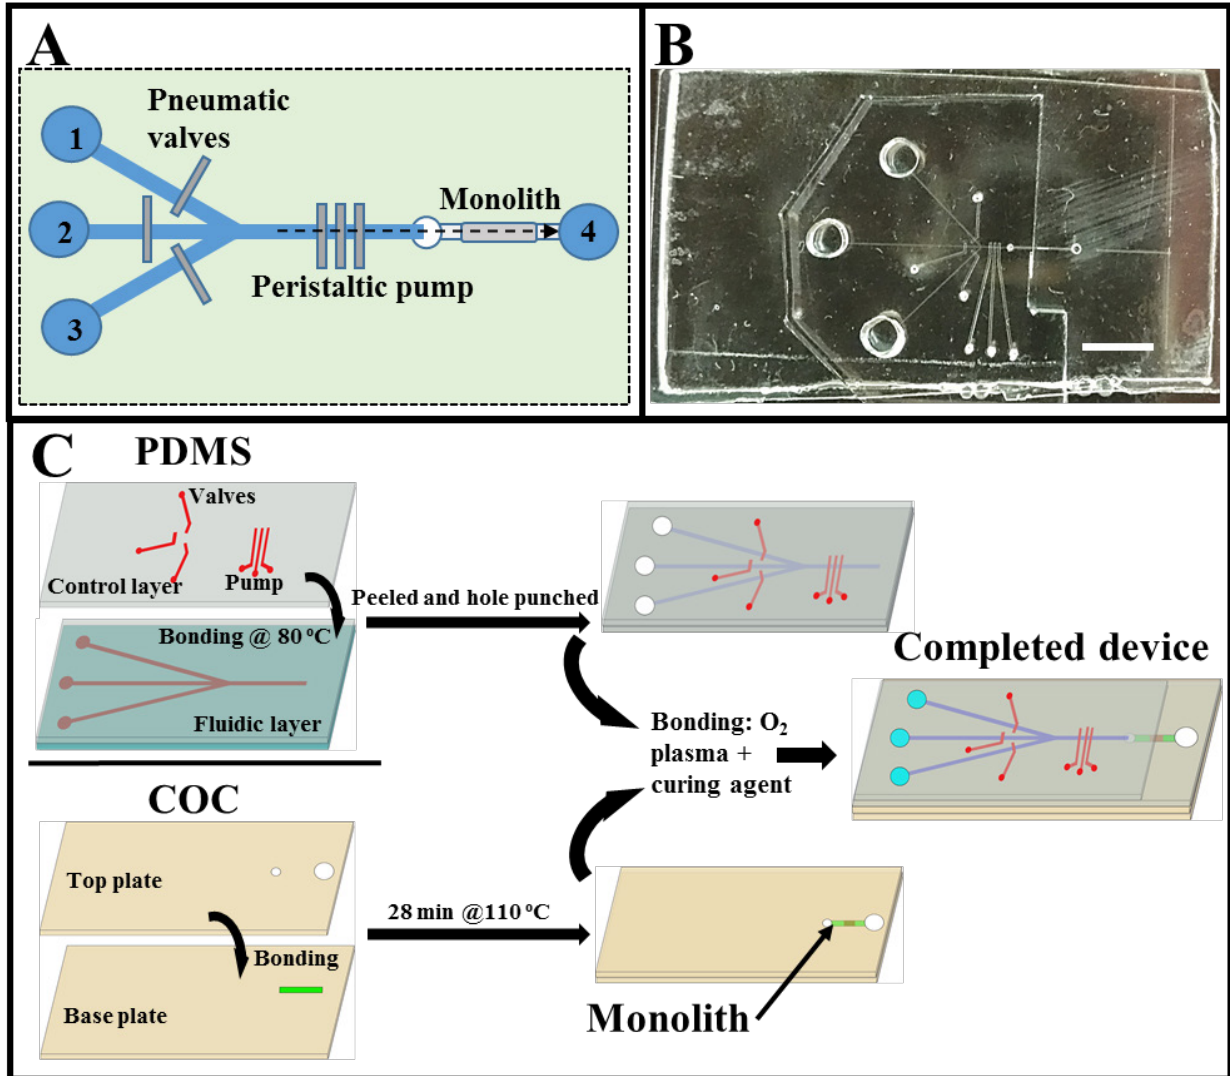 A
Pneumatic
valves
1
2
3
Monolith
4
Peristaltic pump
B
C
PDMS
Valves
Control layer
Pump
Bonding @ 80 ºC
Fluidic layer
Peeled and hole punched
Completed device
Bonding: O₂
plasma +
curing agent
COC
Top plate
Bonding
Base plate
28 min @110 ºC
Monolith